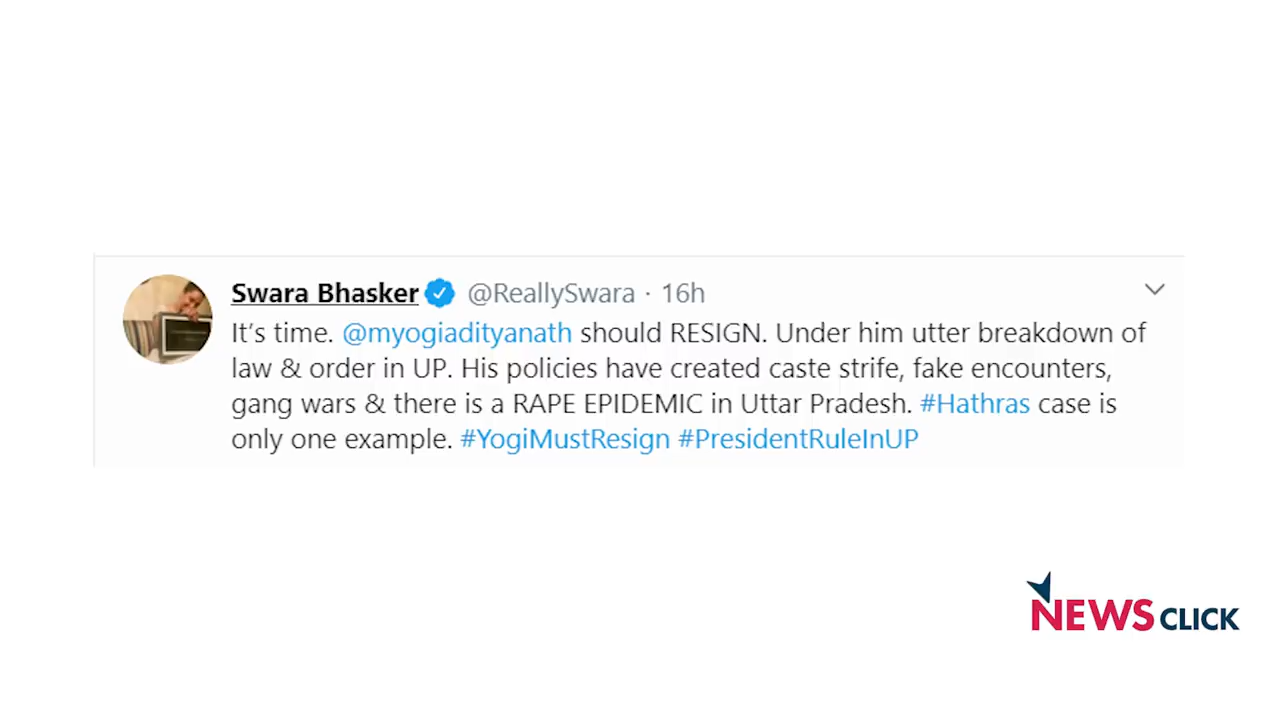 Swara Bhasker @ReallySwara · 16h
It's time. @myogiadityanath should RESIGN. Under him utter breakdown of
law & order in UP. His policies have created caste strife, fake encounters,
gang wars & there is a RAPE EPIDEMIC in Uttar Pradesh. #Hathras case is
only one example. #YogiMustResign #PresidentRuleInUP
NEWSCLICK